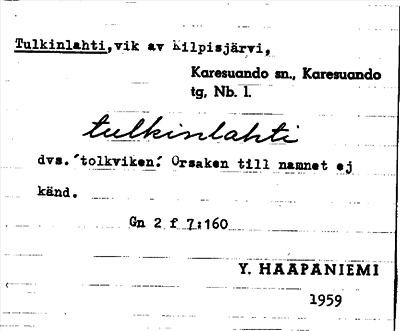 Tulkinlahti, vik av Kilpisjärvi,
Karesuando sn., Karesuando
tg, Nb. l.
tulkinlahti
dvs. 'tolkviken'. Orsaken till namnet ej
känd.
Gn 2 f 7:160
Y. HAAPANIEMI
1959